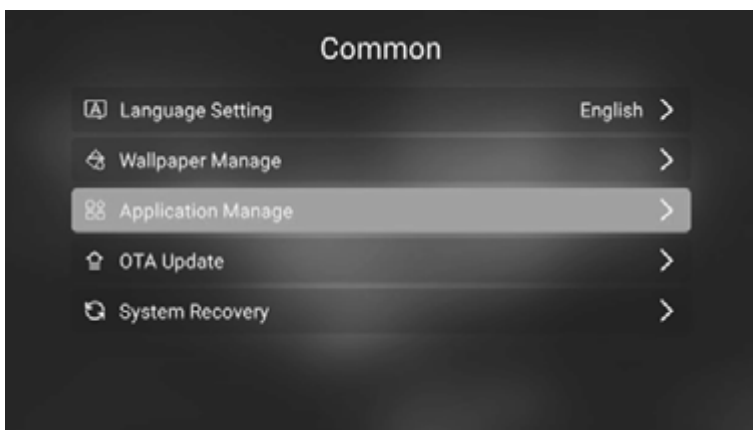 Common
Language Setting English
Wallpaper Manage
Application Manage
OTA Update
System Recovery